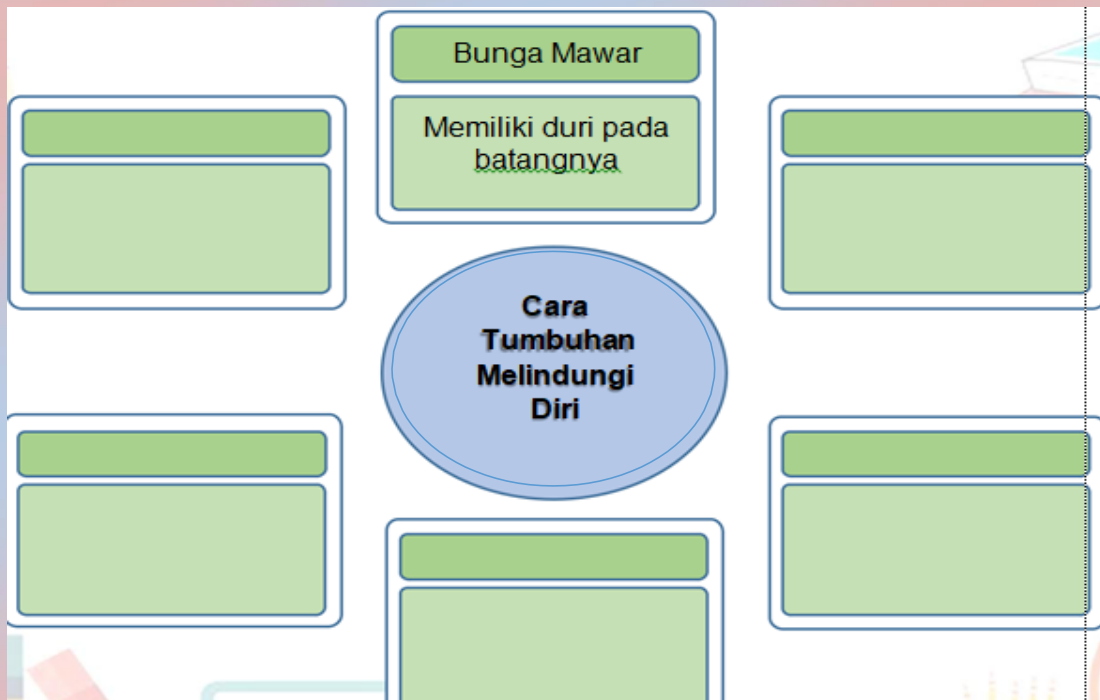 Bunga Mawar
Memiliki duri pada
batangnya
Cara
Tumbuhan
Melindungi
Diri